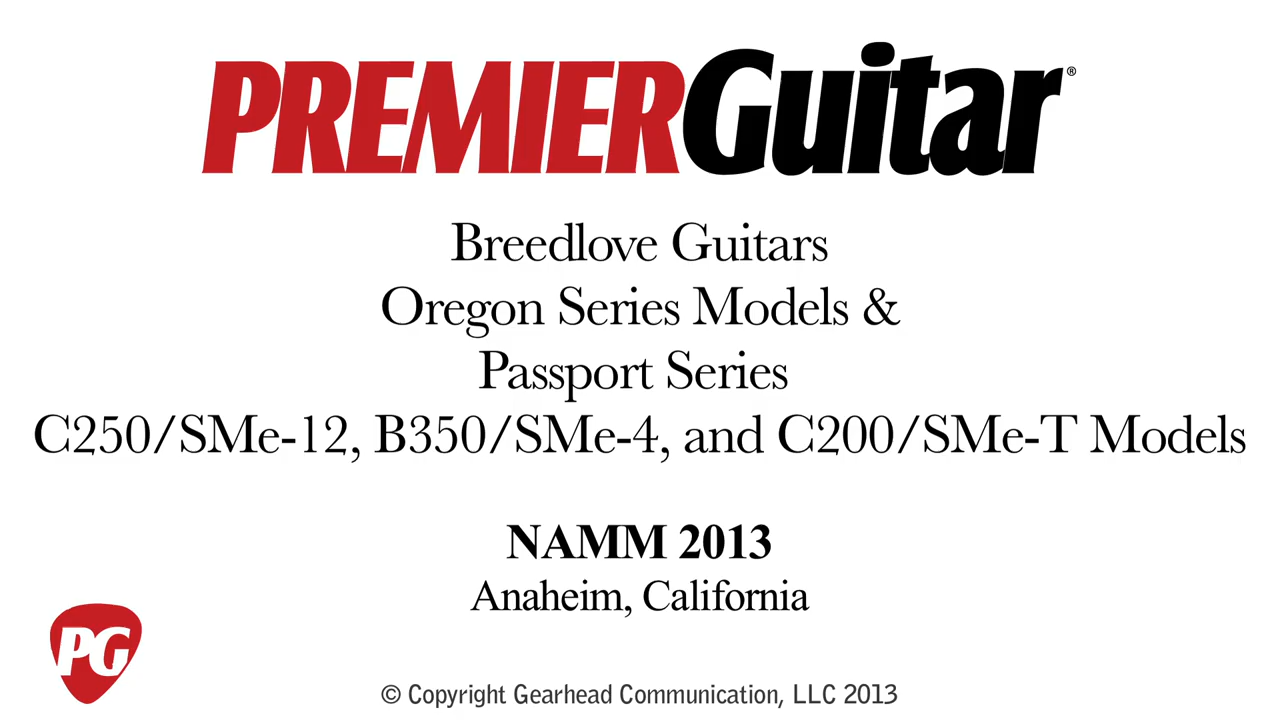 PREMIERGuitar®
Breedlove Guitars
Oregon Series Models &
Passport Series
C250/SMe-12, B350/SMe-4, and C200/SMe-T Models
NAMM 2013
Anaheim, California
PG
© Copyright Gearhead Communication, LLC 2013